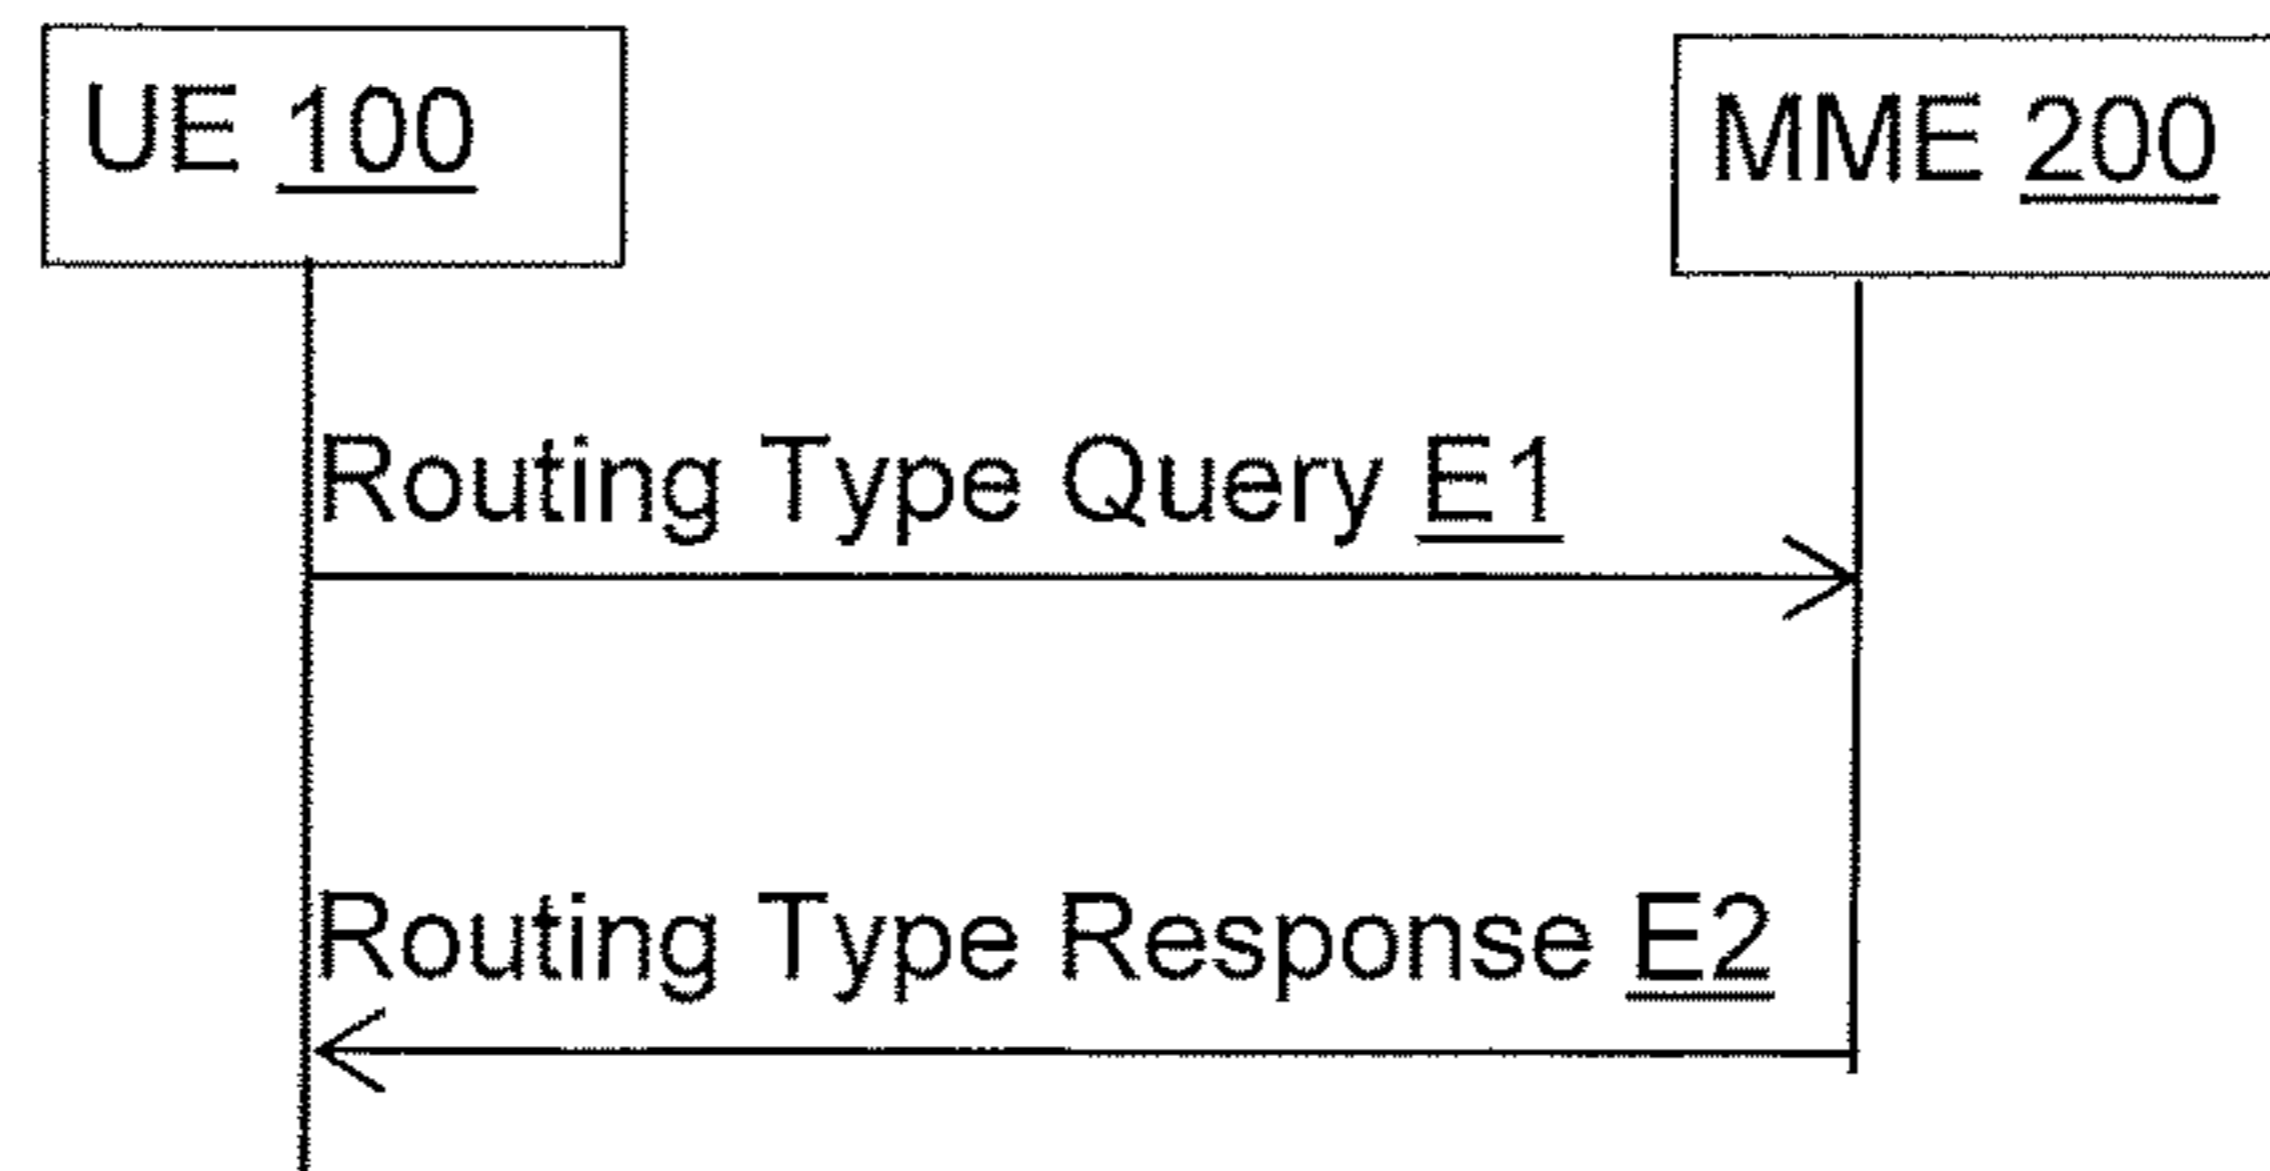 UE 100
MME 200
Routing Type Query E1
Routing Type Response E2